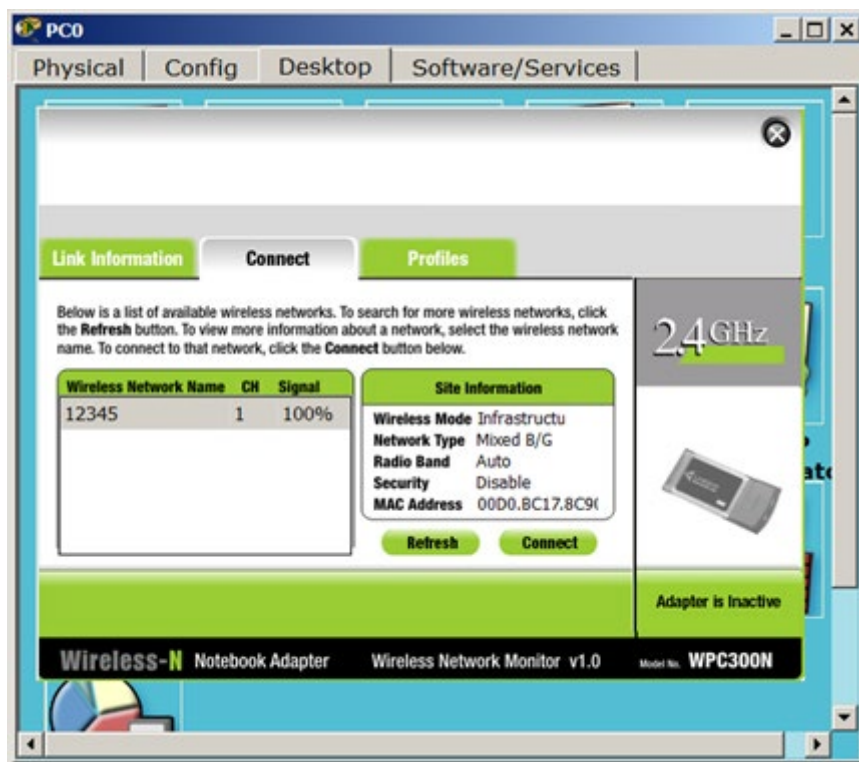 PC0
Physical Config Desktop Software/Services
Link Information Connect Profiles
Below is a list of available wireless networks. To search for more wireless networks, click
the Refresh button. To view more information about a network, select the wireless network
name. To connect to that network, click the Connect button below.
2.4GHz
Wireless Network Name CH Signal
12345 1 100%
Site Information
Wireless Mode Infrastructu
Network Type Mixed B/G
Radio Band Auto
Security Disable
MAC Address 00D0.BC17.8C9
Refresh Connect
Adapter is Inactive
Wireless-N Notebook Adapter Wireless Network Monitor v1.0 Model No. WPC300N